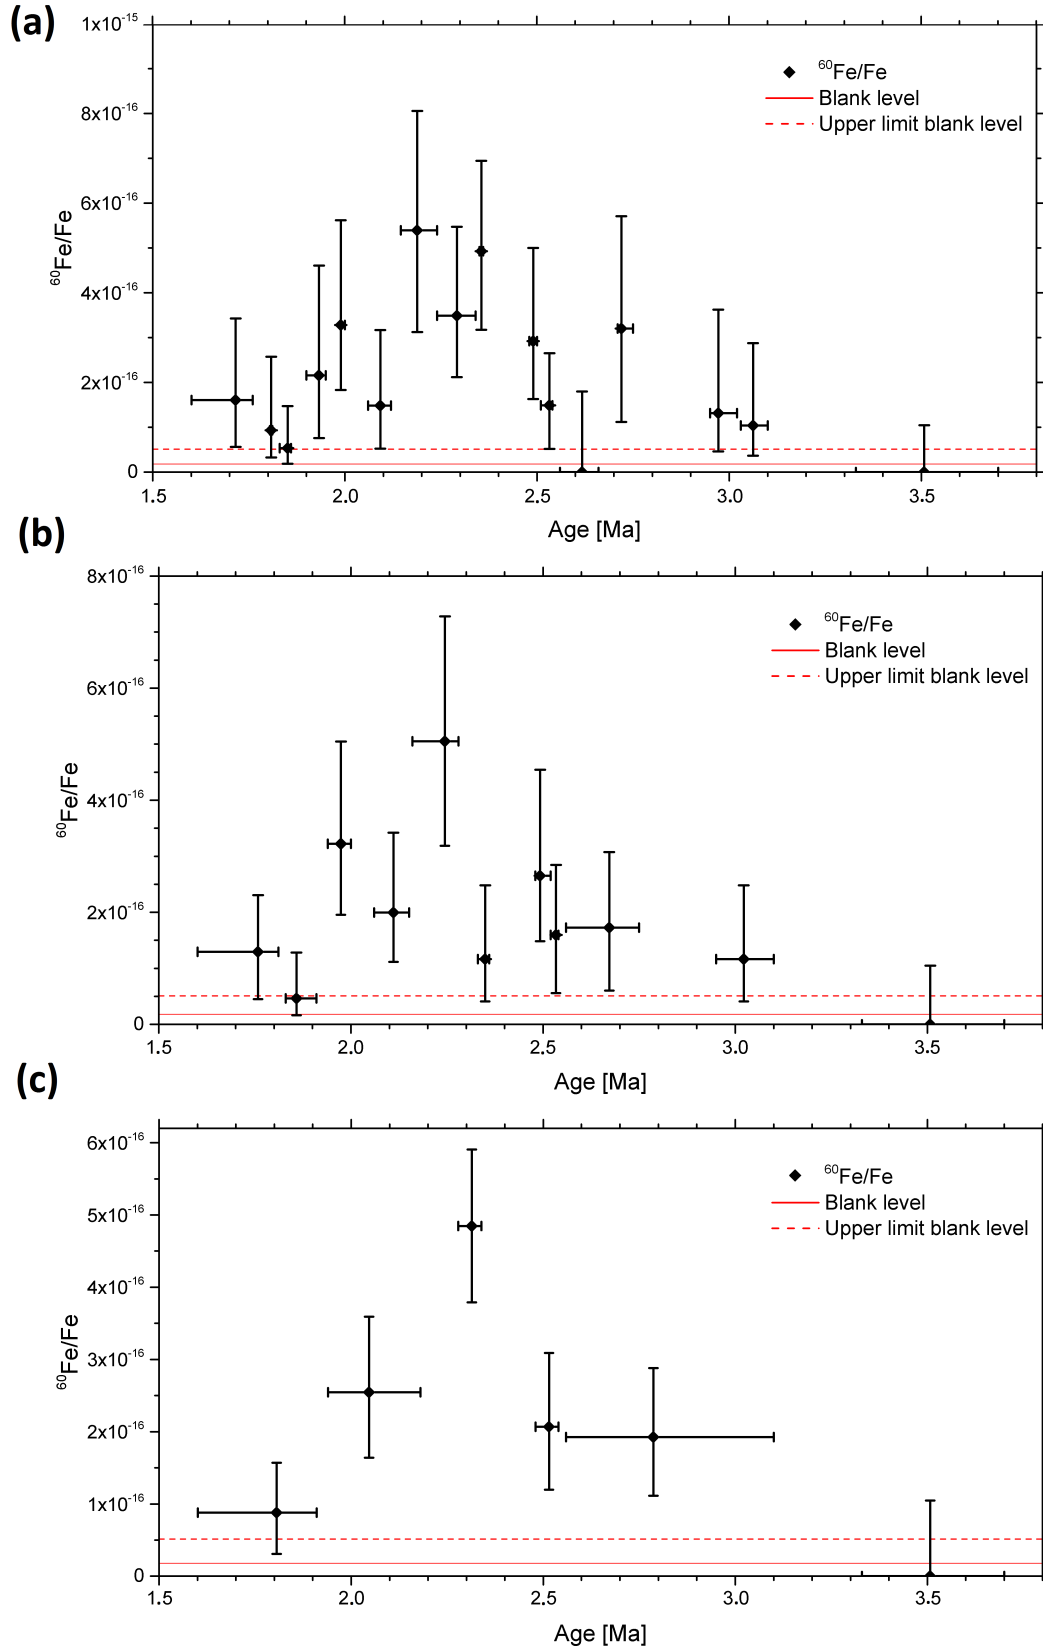 (a)
1x10⁻¹⁵
8x10⁻¹⁶
6x10⁻¹⁶
4x10⁻¹⁶
2x10⁻¹⁶
0
⁶⁰Fe/Fe
⁶⁰Fe/Fe
Blank level
Upper limit blank level
1.5 2.0 2.5 3.0 3.5
Age [Ma]
(b)
8x10⁻¹⁶
6x10⁻¹⁶
4x10⁻¹⁶
2x10⁻¹⁶
0
⁶⁰Fe/Fe
⁶⁰Fe/Fe
Blank level
Upper limit blank level
1.5 2.0 2.5 3.0 3.5
Age [Ma]
(c)
6x10⁻¹⁶
5x10⁻¹⁶
4x10⁻¹⁶
3x10⁻¹⁶
2x10⁻¹⁶
1x10⁻¹⁶
0
⁶⁰Fe/Fe
⁶⁰Fe/Fe
Blank level
Upper limit blank level
1.5 2.0 2.5 3.0 3.5
Age [Ma]